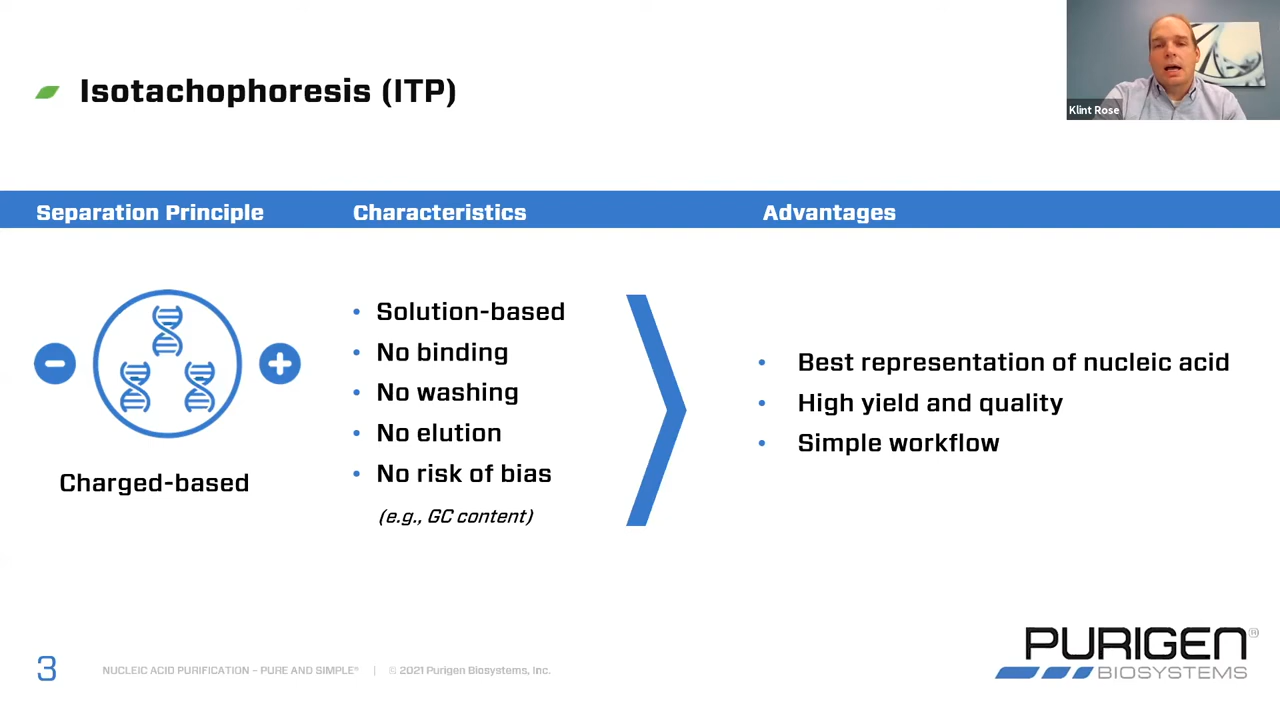 Isotachophoresis (ITP)
Klint Rose
Separation Principle
Characteristics
Advantages
Charged-based
• Solution-based
• No binding
• No washing
• No elution
• No risk of bias
(e.g., GC content)
• Best representation of nucleic acid
• High yield and quality
• Simple workflow
3
NUCLEIC ACID PURIFICATION – PURE AND SIMPLE® | © 2021 Purigen Biosystems, Inc.
PURIGEN®
BIOSYSTEMS